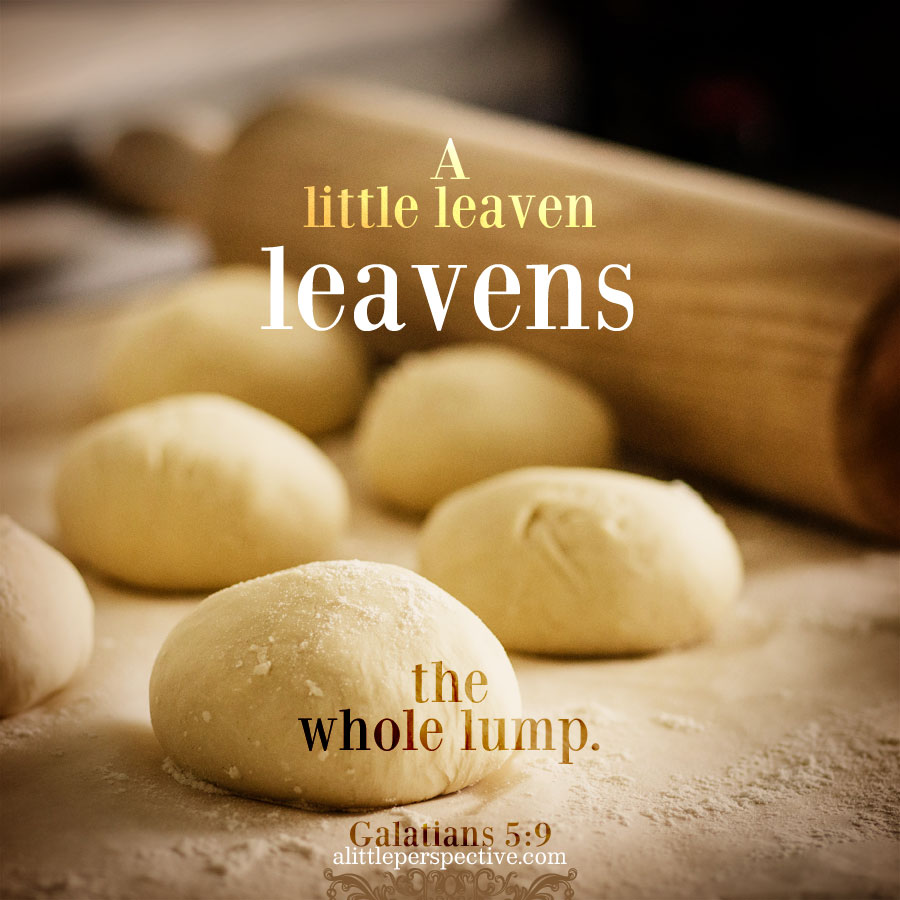 A
little leaven
leavens
the
whole lump.
Galatians 5:9
alittleperspective.com